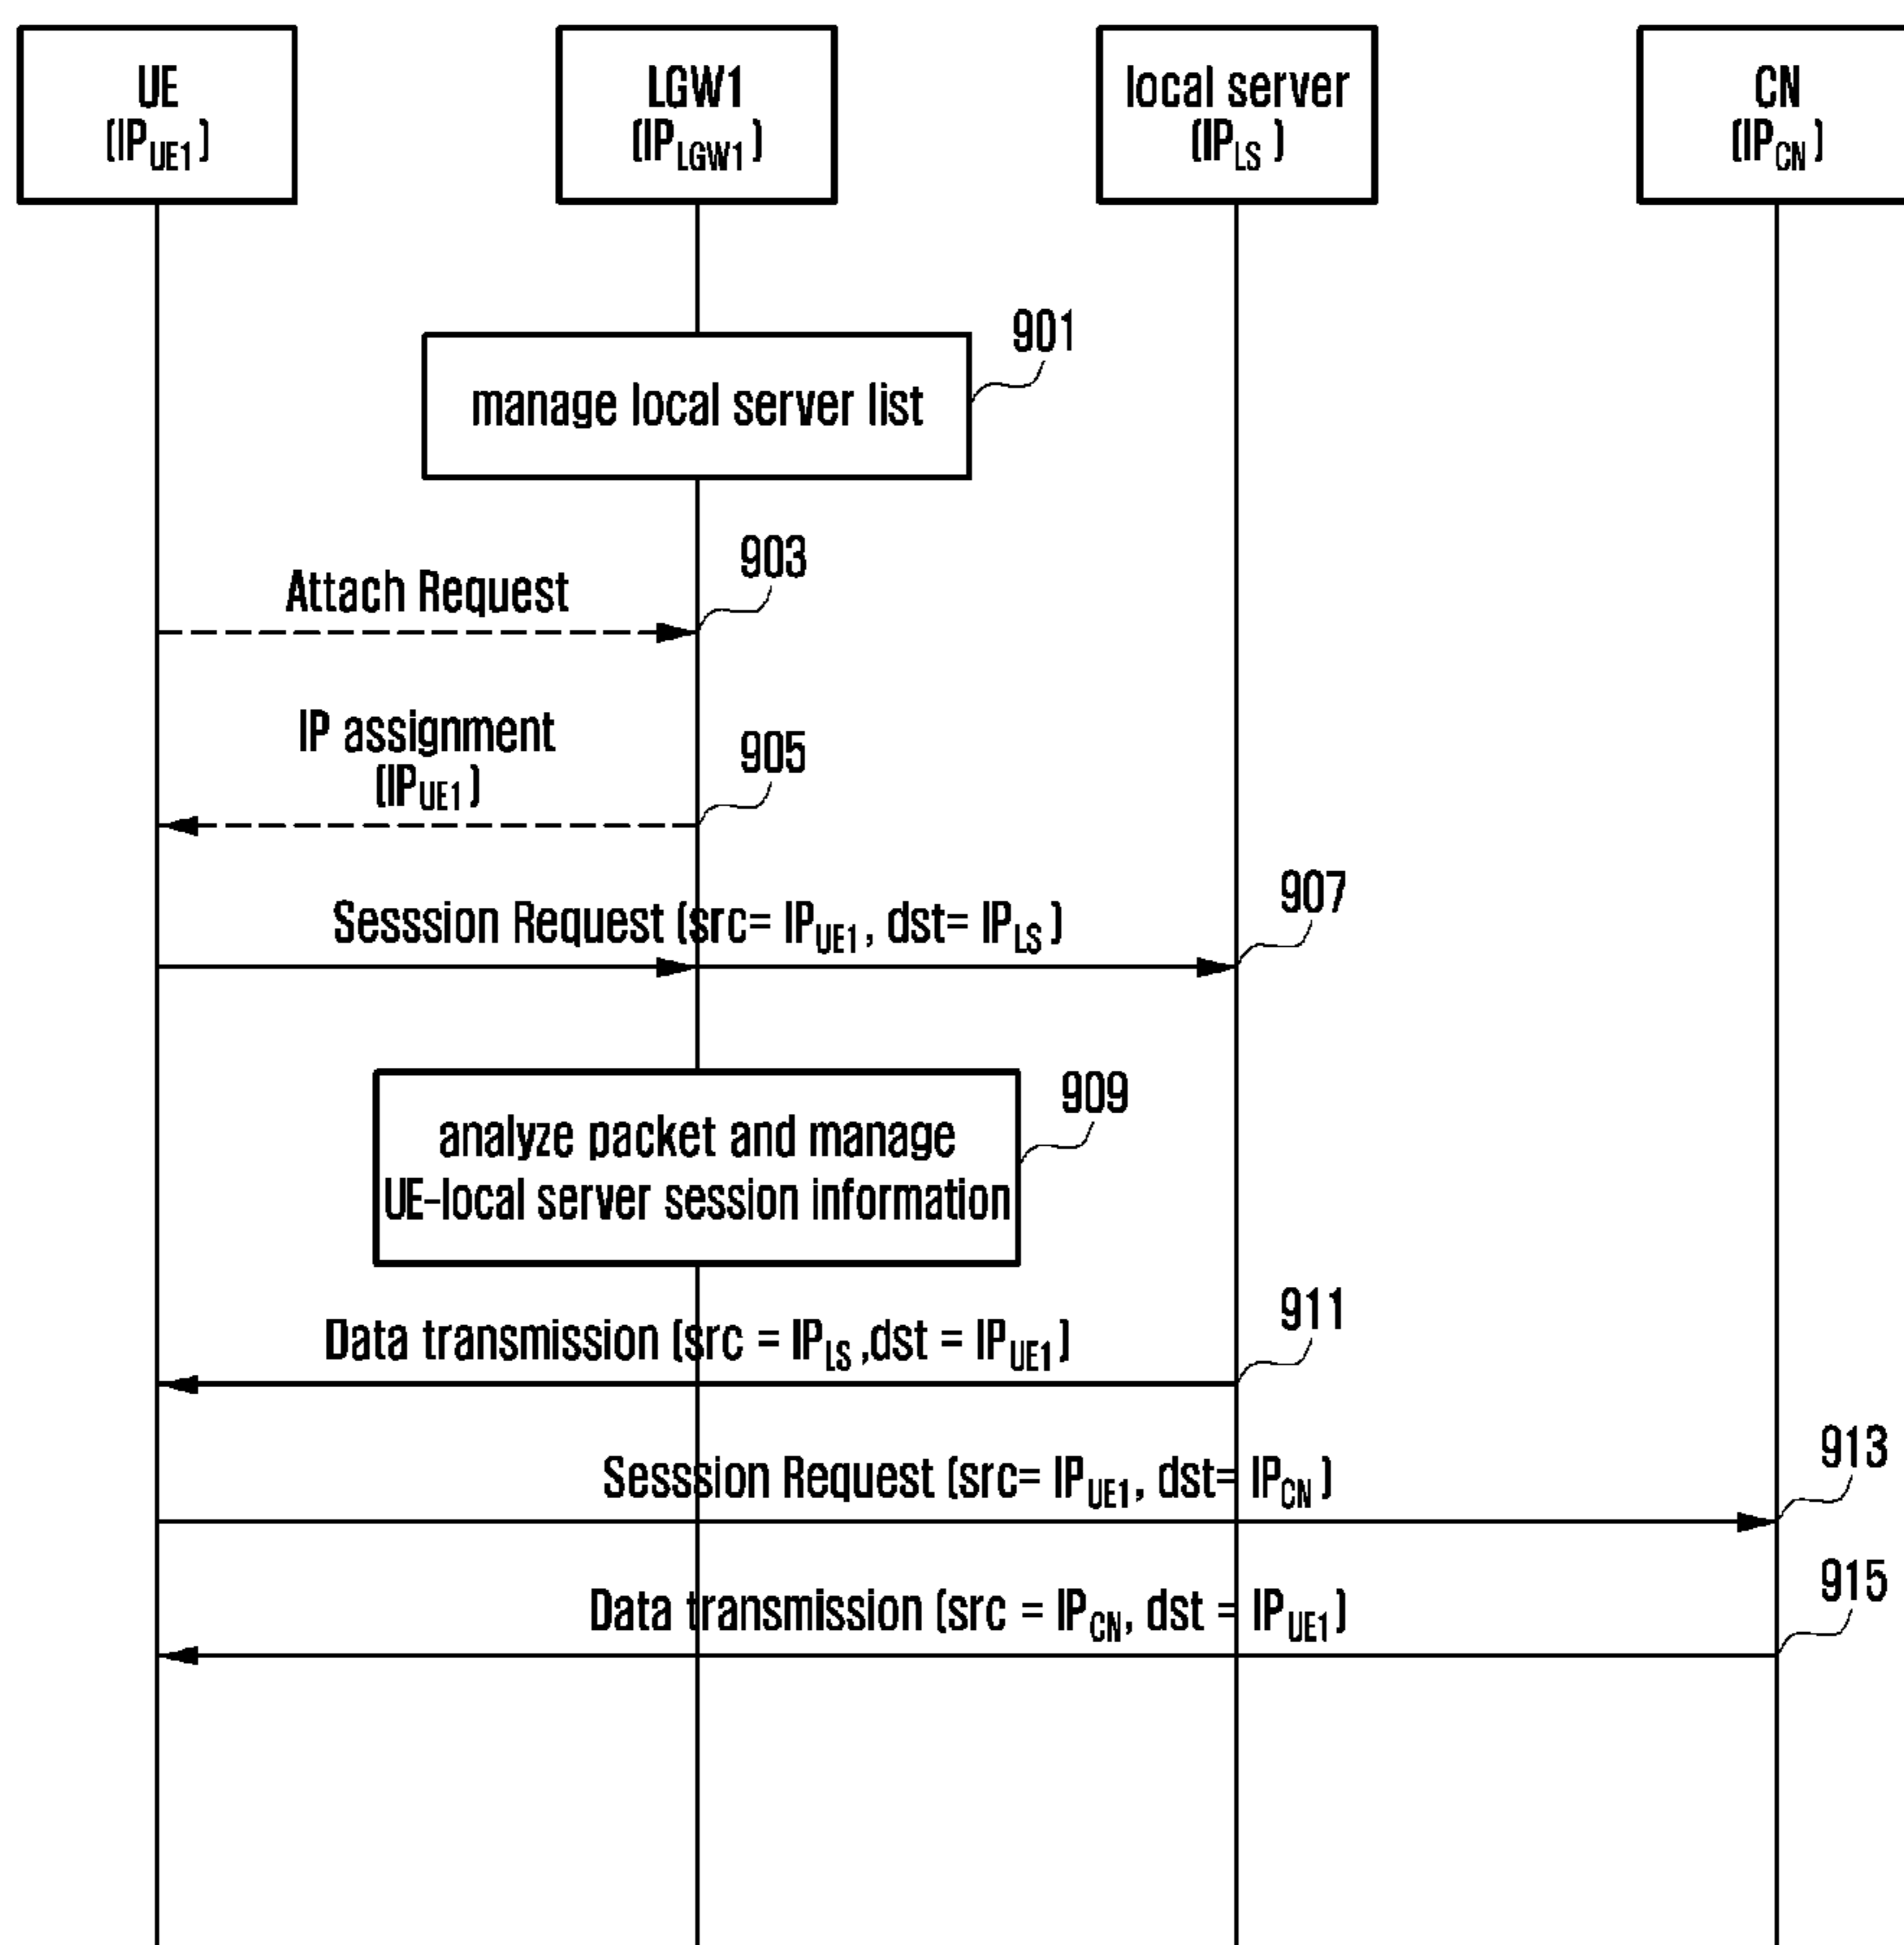 UE
(IPUE1)
LGW1
(IPLGW1)
local server
(IPLS)
CN
(IPCN)
901
manage local server list
903
Attach Request
905
IP assignment
(IPUE1)
907
Sesssion Request (src= IPUE1, dst= IPLS)
909
analyze packet and manage
UE-local server session information
911
Data transmission (src = IPLS ,dst = IPUE1)
913
Sesssion Request (src= IPUE1, dst= IPCN)
915
Data transmission (src = IPCN, dst = IPUE1)